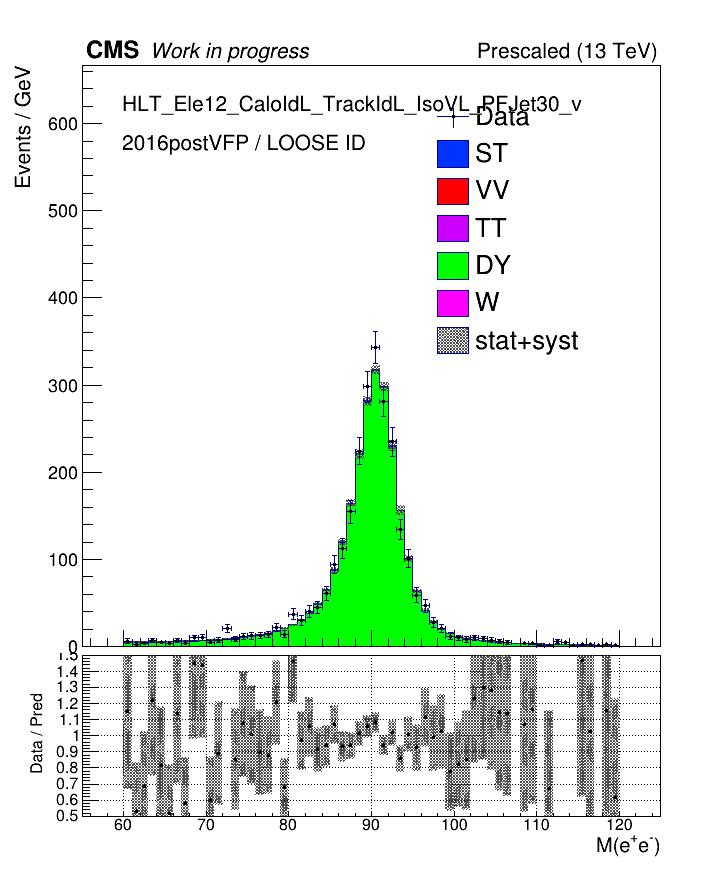 CMS Work in progress Prescaled (13 TeV)
Events / GeV
HLT_Ele12_CaloIdL_TrackIdL_IsoVL_PFJet30_v
2016postVFP / LOOSE ID
Data
ST
VV
TT
DY
W
stat+syst
600
500
400
300
200
100
0
Data / Pred
1.5
1.4
1.3
1.2
1.1
1
0.9
0.8
0.7
0.6
0.5
60 70 80 90 100 110 120
M(e⁺e⁻)